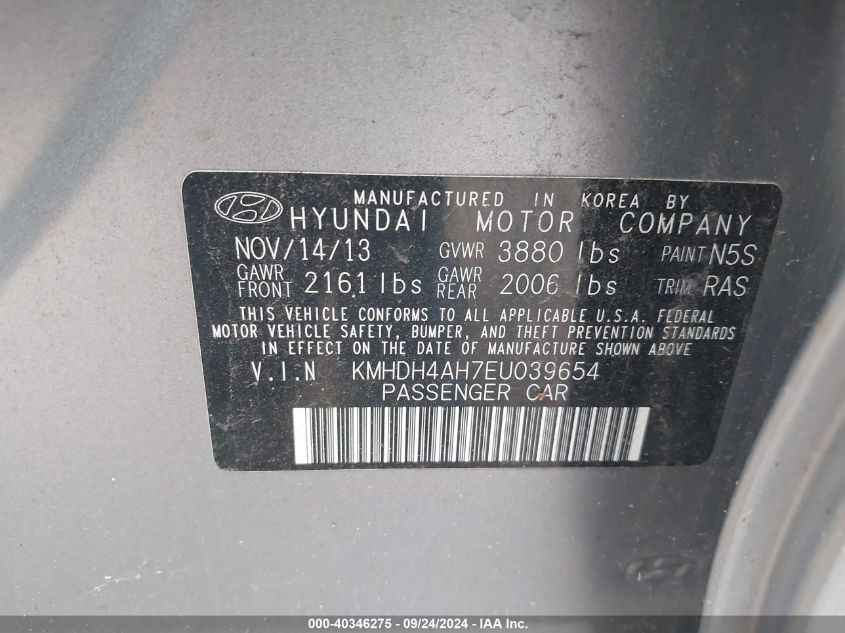 MANUFACTURED IN KOREA BY
HYUNDAI MOTOR COMPANY
NOV/14/13 GVWR 3880 lbs PAINT N5S
GAWR FRONT 2161 lbs GAWR REAR 2006 lbs TRIM RAS
THIS VEHICLE CONFORMS TO ALL APPLICABLE U.S.A. FEDERAL
MOTOR VEHICLE SAFETY, BUMPER, AND THEFT PREVENTION STANDARDS
IN EFFECT ON THE DATE OF MANUFACTURE SHOWN ABOVE.
V.I.N KMHDH4AH7EU039654
PASSENGER CAR
000-40346275 - 09/24/2024 - IAA Inc.